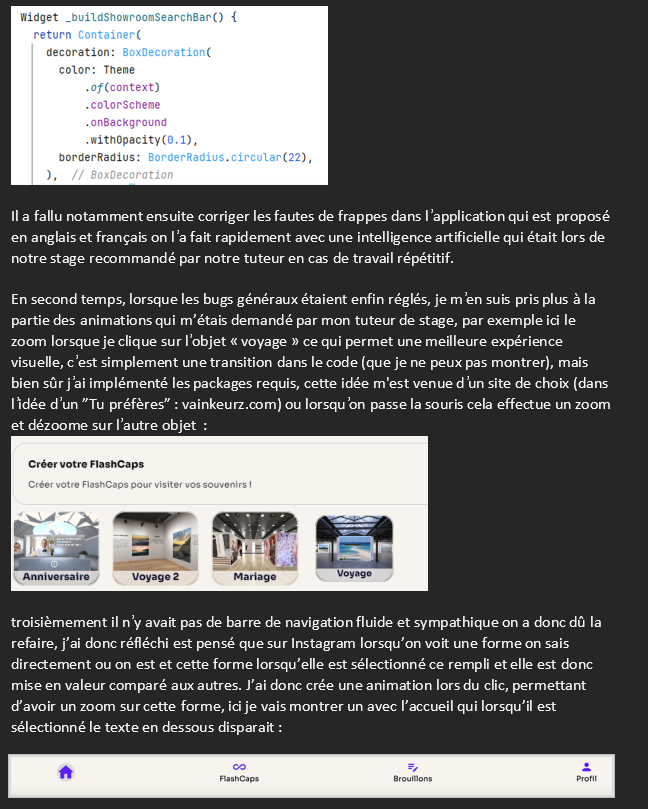 Widget _buildShowroomSearchBar() {
return Container(
decoration: BoxDecoration(
color: Theme
.of(context)
.colorScheme
.onBackground
.withOpacity(0.1),
borderRadius: BorderRadius.circular(22),
), // BoxDecoration
Il a fallu notamment ensuite corriger les fautes de frappes dans l’application qui est proposé
en anglais et français on l’a fait rapidement avec une intelligence artificielle qui était lors de
notre stage recommandé par notre tuteur en cas de travail répétitif.
En second temps, lorsque les bugs généraux étaient enfin réglés, je m’en suis pris plus à la
partie des animations qui m’étais demandé par mon tuteur de stage, par exemple ici le
zoom lorsque je clique sur l’objet « voyage » ce qui permet une meilleure expérience
visuelle, c’est simplement une transition dans le code (que je ne peux pas montrer), mais
bien sûr j’ai implémenté les packages requis, cette idée m'est venue d’un site de choix (dans
l’idée d’un ”Tu préfères” : vainkeurz.com) ou lorsqu’on passe la souris cela effectue un zoom
et dézoome sur l’autre objet :
Créer votre FlashCaps
Créer votre FlashCaps pour visiter vos souvenirs !
Anniversaire Voyage 2 Mariage Voyage
troisièmement il n’y avait pas de barre de navigation fluide et sympathique on a donc dû la
refaire, j’ai donc réfléchi est pensé que sur Instagram lorsqu’on voit une forme on sais
directement ou on est et cette forme lorsqu’elle est sélectionné ce rempli et elle est donc
mise en valeur comparé aux autres. J’ai donc crée une animation lors du clic, permettant
d’avoir un zoom sur cette forme, ici je vais montrer un avec l’accueil qui lorsqu’il est
sélectionné le texte en dessous disparait :
FlashCaps Brouillons Profil